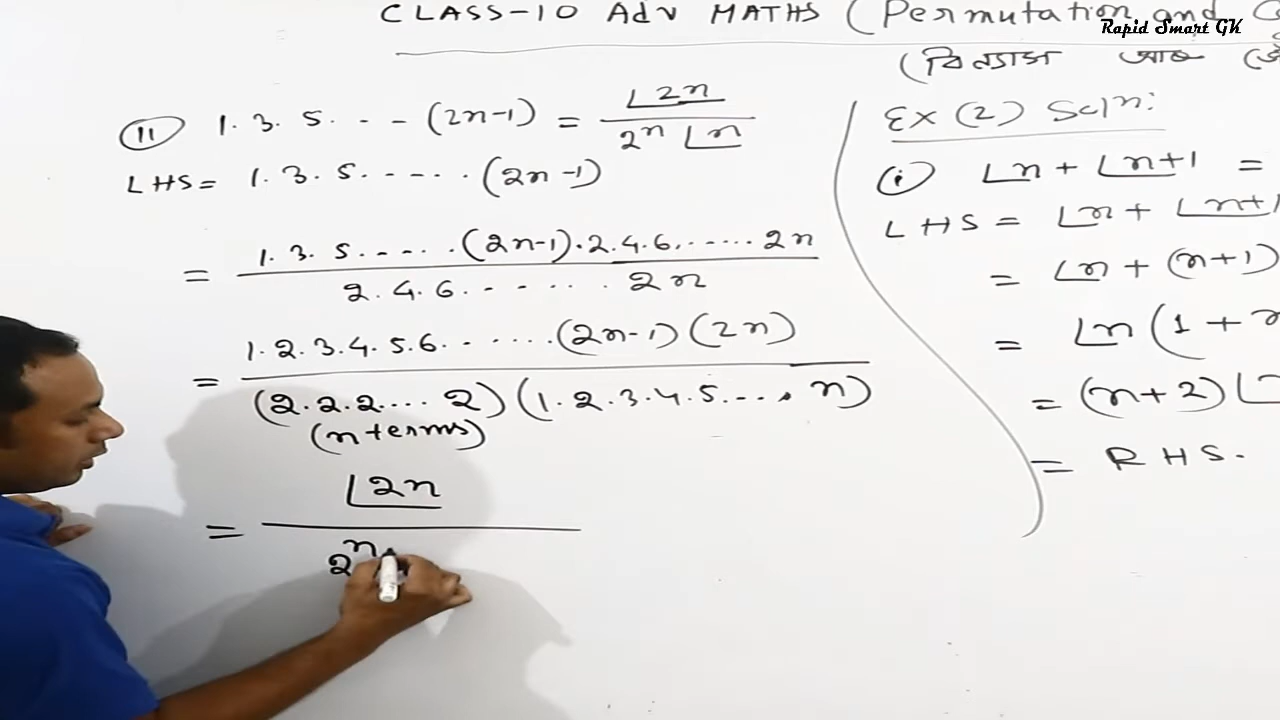 CLASS-10 Adv MATHS (Permutation and
Rapid Smart GK
(বিন্যাস আৰু
(ii) 1.3.5.---(2n-1) = ⌊2n / 2ⁿ ⌊n
LHS = 1.3.5.-----.(2n-1)
= 1.3.5.----.(2n-1).2.4.6......2n / 2.4.6.------2n
= 1.2.3.4.5.6.......(2n-1)(2n) / (2.2.2.... 2)(1.2.3.4.5...., n)
(n terms)
= ⌊2n / 2ⁿ
Ex (2) Soln:
(i) ⌊n + ⌊n+1 =
LHS = ⌊n + ⌊n+1
= ⌊n + (n+1)
= ⌊n (1 +
= (n+2)⌊
= RHS.